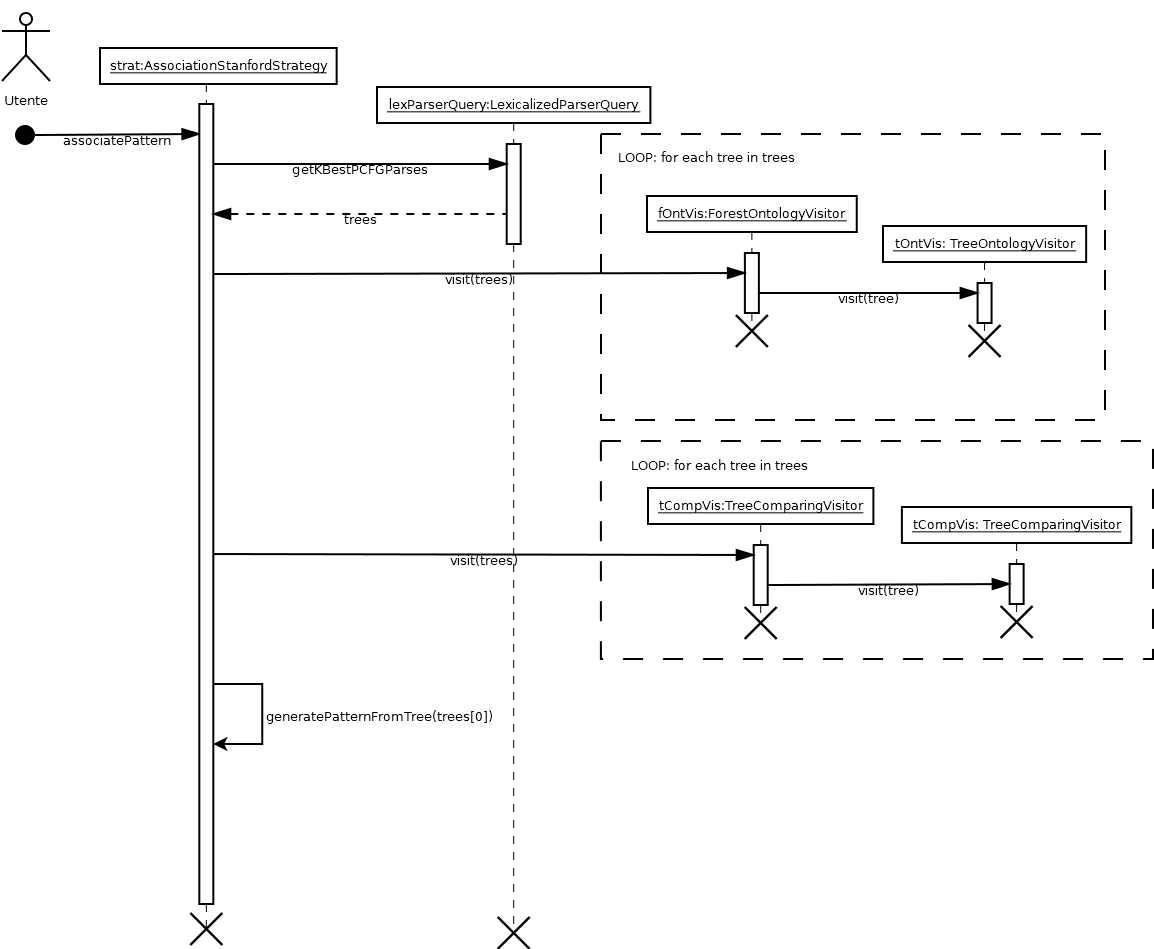 Utente
strat:AssociationStanfordStrategy
lexParserQuery:LexicalizedParserQuery
associatePattern
LOOP: for each tree in trees
getKBestPCFGParses
fOntVis:ForestOntologyVisitor
trees
tOntVis: TreeOntologyVisitor
visit(trees)
visit(tree)
LOOP: for each tree in trees
tCompVis:TreeComparingVisitor
tCompVis: TreeComparingVisitor
visit(trees)
visit(tree)
generatePatternFromTree(trees[0])